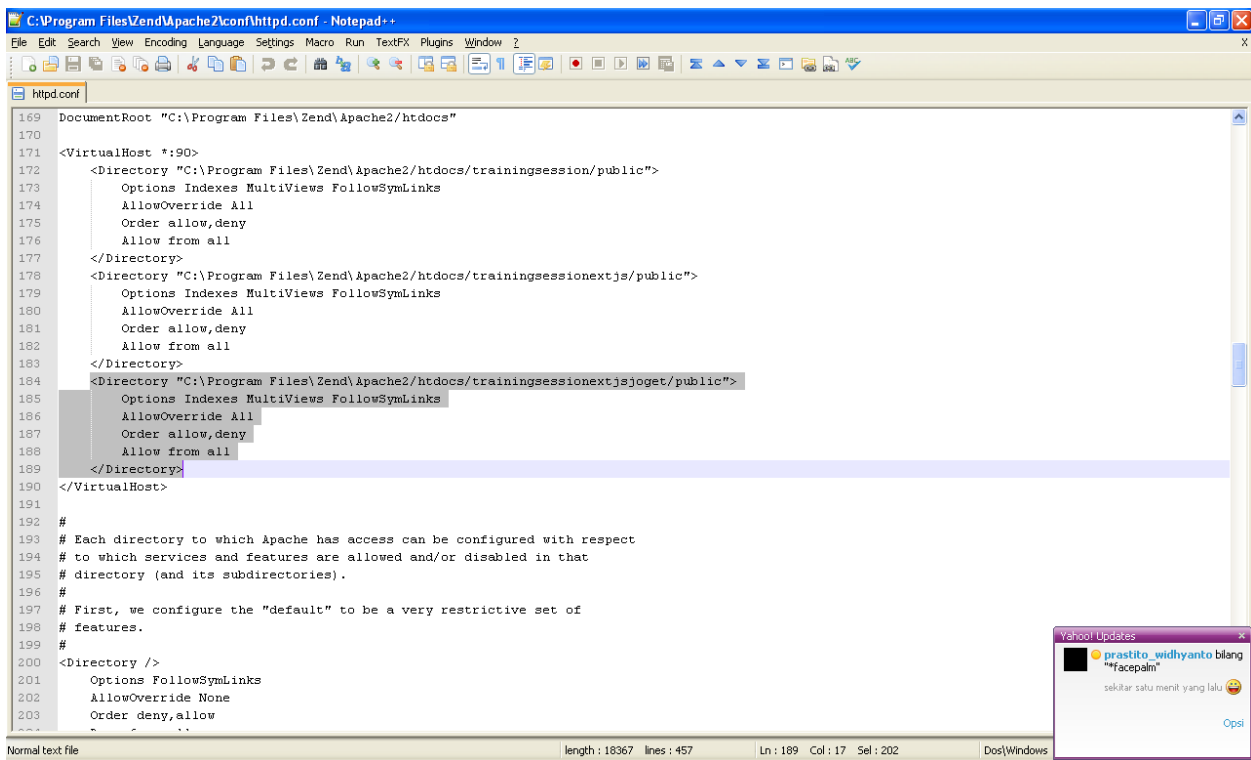 C:\Program Files\Zend\Apache2\conf\httpd.conf - Notepad++
File Edit Search View Encoding Language Settings Macro Run TextFX Plugins Window ?
X
httpd.conf
169 DocumentRoot "C:\Program Files\Zend\Apache2/htdocs"
170
171 <VirtualHost *:90>
172 <Directory "C:\Program Files\Zend\Apache2/htdocs/trainingsession/public">
173 Options Indexes MultiViews FollowSymLinks
174 AllowOverride All
175 Order allow,deny
176 Allow from all
177 </Directory>
178 <Directory "C:\Program Files\Zend\Apache2/htdocs/trainingsessionextjs/public">
179 Options Indexes MultiViews FollowSymLinks
180 AllowOverride All
181 Order allow,deny
182 Allow from all
183 </Directory>
184 <Directory "C:\Program Files\Zend\Apache2/htdocs/trainingsessionextjsjoget/public">
185 Options Indexes MultiViews FollowSymLinks
186 AllowOverride All
187 Order allow,deny
188 Allow from all
189 </Directory>
190 </VirtualHost>
191
192 #
193 # Each directory to which Apache has access can be configured with respect
194 # to which services and features are allowed and/or disabled in that
195 # directory (and its subdirectories).
196 #
197 # First, we configure the "default" to be a very restrictive set of
198 # features.
199 #
200 <Directory />
201 Options FollowSymLinks
202 AllowOverride None
203 Order deny,allow
Yahoo! Updates
prastito_widhyanto bilang
"*facepalm"
sekitar satu menit yang lalu
Opsi
Normal text file length : 18367 lines : 457 Ln : 189 Col : 17 Sel : 202 Dos\Windows